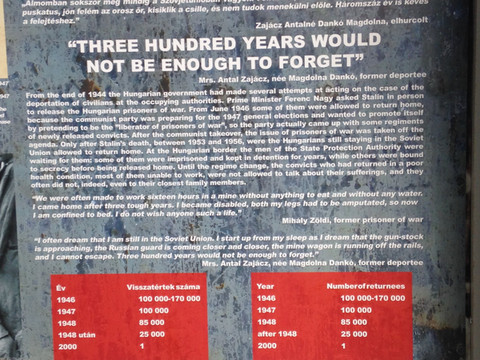 „Álmomban sokszor még mindig a Szovjetunióban vagyok.
puskatus, jön felém az orosz őr, kisiklik a csille, és nem tudok menekülni előle. Háromszáz év is kevés
a felejtéshez."
Zajácz Antalné Dankó Magdolna, elhurcolt
"THREE HUNDRED YEARS WOULD
NOT BE ENOUGH TO FORGET"
Mrs. Antal Zajácz, née Magdolna Dankó, former deportee
From the end of 1944 the Hungarian government had made several attempts at acting on the case of the
deportation of civilians at the occupying authorities. Prime Minister Ferenc Nagy asked Stalin in person
to release the Hungarian prisoners of war. From June 1946 some of them were allowed to return home,
because the communist party was preparing for the 1947 general elections and wanted to promote itself
by pretending to be the "liberator of prisoners of war", so the party actually came up with some regiments
of newly released convicts. After the communist takeover, the issue of prisoners of war was taken off the
agenda. Only after Stalin's death, between 1953 and 1956, were the Hungarians still staying in the Soviet
Union allowed to return home. At the Hungarian border the men of the State Protection Authority were
waiting for them: some of them were imprisoned and kept in detention for years, while others were bound
to secrecy before being released home. Until the regime change, the convicts who had returned in a poor
health condition, most of them unable to work, were not allowed to talk about their sufferings, and they
often did not, indeed, even to their closest family members.
"We were often made to work sixteen hours in a mine without anything to eat and without any water.
I came home after three tough years. I became disabled, both my legs had to be amputated, so now
I am confined to bed. I do not wish anyone such a life."
Mihály Zöldi, former prisoner of war
"I often dream that I am still in the Soviet Union. I start up from my sleep as I dream that the gun-stock
is approaching, the Russian guard is coming closer and closer, the mine wagon is running off the rails,
and I cannot escape. Three hundred years would not be enough to forget."
Mrs. Antal Zajácz, née Magdolna Dankó, former deportee
Év Visszatértek száma
1946 100 000-170 000
1947 100 000
1948 85 000
1948 után 25 000
2000 1
Year Numberofreturnees
1946 100 000-170 000
1947 100 000
1948 85 000
after 1948 25 000
2000 1